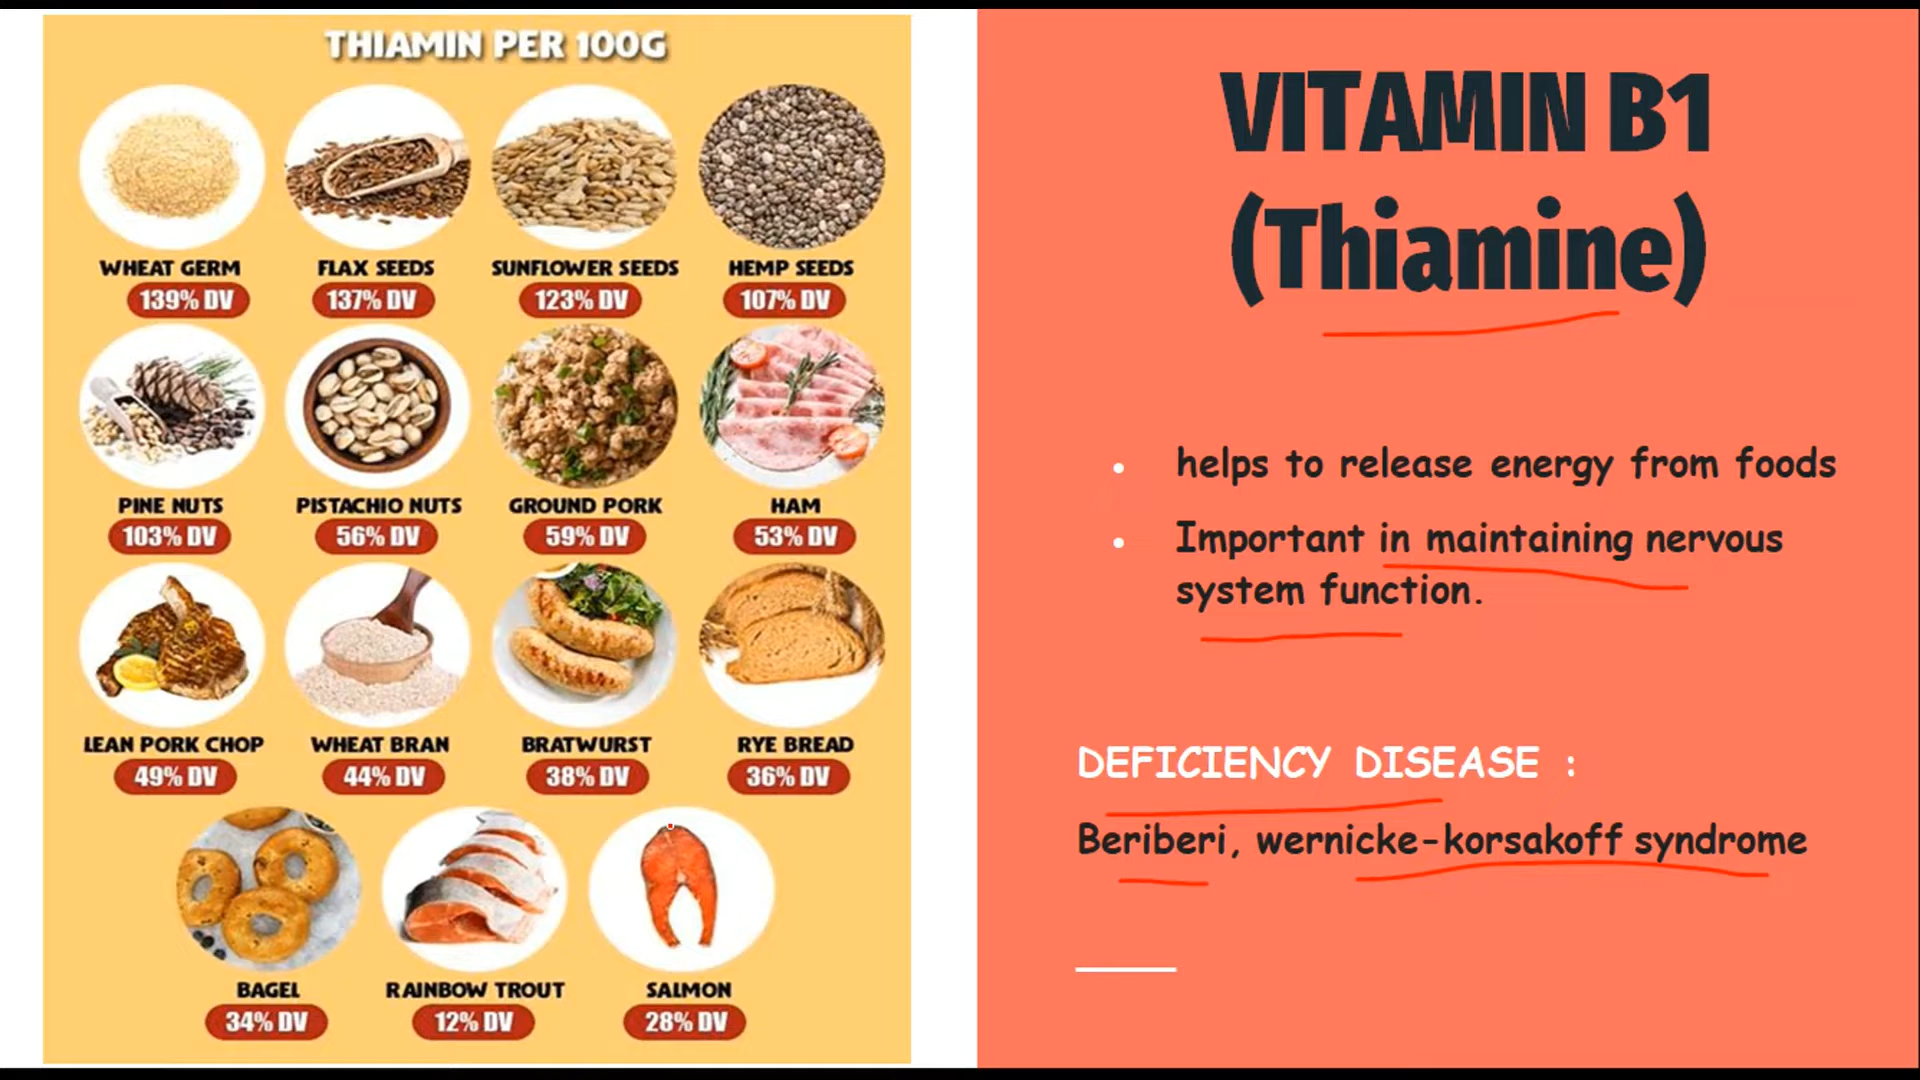 THIAMIN PER 100G
WHEAT GERM
139% DV
FLAX SEEDS
137% DV
SUNFLOWER SEEDS
123% DV
HEMP SEEDS
107% DV
PINE NUTS
103% DV
PISTACHIO NUTS
56% DV
GROUND PORK
59% DV
HAM
53% DV
LEAN PORK CHOP
49% DV
WHEAT BRAN
44% DV
BRATWURST
38% DV
RYE BREAD
36% DV
BAGEL
34% DV
RAINBOW TROUT
12% DV
SALMON
28% DV
VITAMIN B1
(Thiamine)
• helps to release energy from foods
• Important in maintaining nervous
system function.
DEFICIENCY DISEASE :
Beriberi, wernicke-korsakoff syndrome